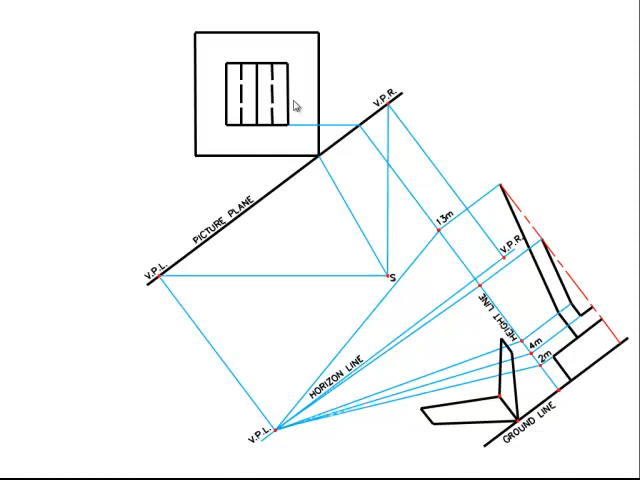 V.P.R.
PICTURE PLANE
13m
V.P.R.
V.P.L.
S
HEIGHT LINE
4m
2m
HORIZON LINE
GROUND LINE
V.P.L.